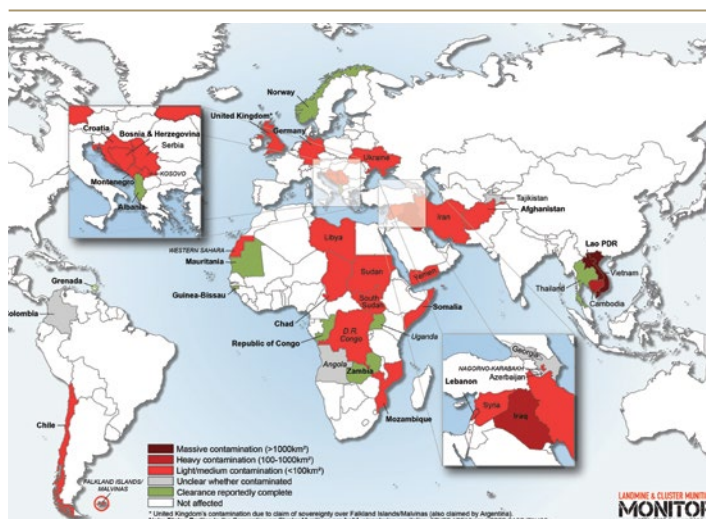 Norway
United Kingdom*
Germany
Ukraine
Croatia
Bosnia & Herzegovina
Serbia
KOSOVO
Montenegro
Albania
Tajikistan
Afghanistan
Iran
WESTERN SAHARA
Mauritania
Libya
Sudan
Yemen
Lao PDR
Vietnam
Thailand
Cambodia
Grenada
Guinea-Bissau
Colombia
Chad
South
Sudan
Somalia
Republic of Congo
D.R.
Congo
Uganda
Angola
Zambia
Mozambique
Chile
FALKLAND ISLANDS/
MALVINAS
Georgia
NAGORNO-KARABAKH
Azerbaijan
Lebanon
Syria
Iraq
Massive contamination (>1000km²)
Heavy contamination (100-1000km²)
Light/medium contamination (<100km²)
Unclear whether contaminated
Clearance reportedly complete
Not affected
LANDMINE & CLUSTER MUNITION
MONITOR
* United Kingdom's contamination due to claim of sovereignty over Falkland Islands/Malvinas (also claimed by Argentina).